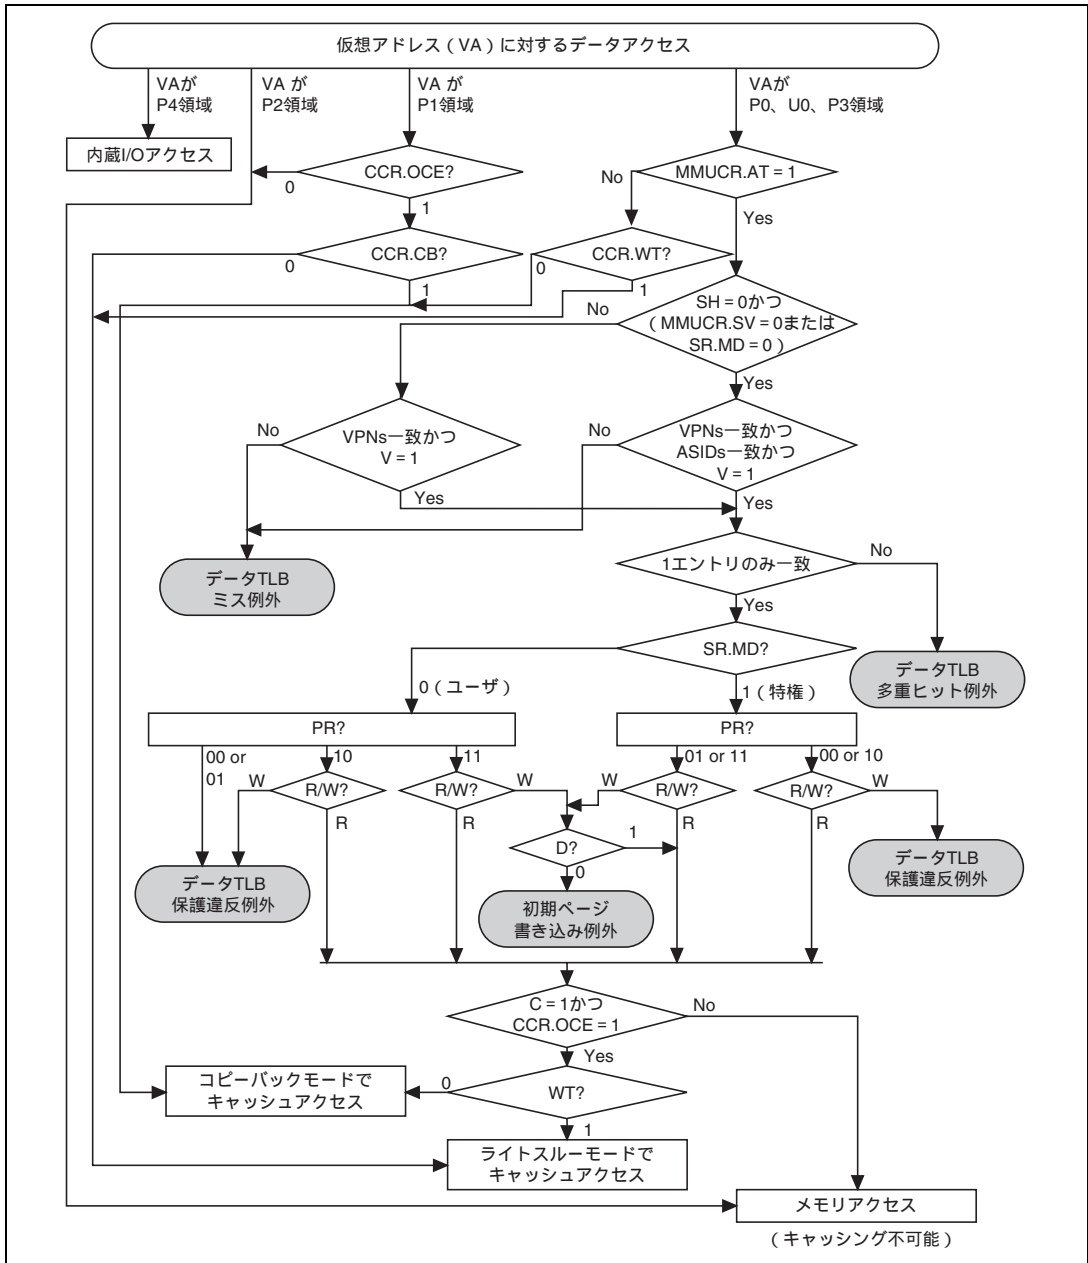 仮想アドレス（VA）に対するデータアクセス
VAが
P4領域
VA が
P2領域
VA が
P1領域
VAが
P0、U0、P3領域
内蔵I/Oアクセス
CCR.OCE?
0
1
MMUCR.AT = 1
No
Yes
CCR.CB?
0
1
CCR.WT?
0
1
SH = 0かつ
（MMUCR.SV = 0または
SR.MD = 0）
No
Yes
VPNs一致かつ
V = 1
No
Yes
VPNs一致かつ
ASIDs一致かつ
V = 1
No
Yes
データTLB
ミス例外
1エントリのみ一致
No
Yes
SR.MD?
データTLB
多重ヒット例外
0（ユーザ）
1（特権）
PR?
PR?
00 or
01
10
11
01 or 11
00 or 10
R/W?
W
R
R/W?
W
R
R/W?
W
R
R/W?
W
R
D?
1
0
データTLB
保護違反例外
初期ページ
書き込み例外
データTLB
保護違反例外
C = 1かつ
CCR.OCE = 1
No
Yes
コピーバックモードで
キャッシュアクセス
WT?
0
1
ライトスルーモードで
キャッシュアクセス
メモリアクセス
（キャッシング不可能）